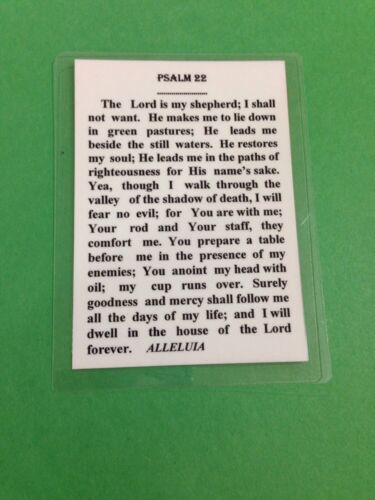 PSALM 22
The Lord is my shepherd; I shall
not want. He makes me to lie down
in green pastures; He leads me
beside the still waters. He restores
my soul; He leads me in the paths of
righteousness for His name's sake.
Yea, though I walk through the
valley of the shadow of death, I will
fear no evil; for You are with me;
Your rod and Your staff, they
comfort me. You prepare a table
before me in the presence of my
enemies; You anoint my head with
oil; my cup runs over. Surely
goodness and mercy shall follow me
all the days of my life; and I will
dwell in the house of the Lord
forever. ALLELUIA